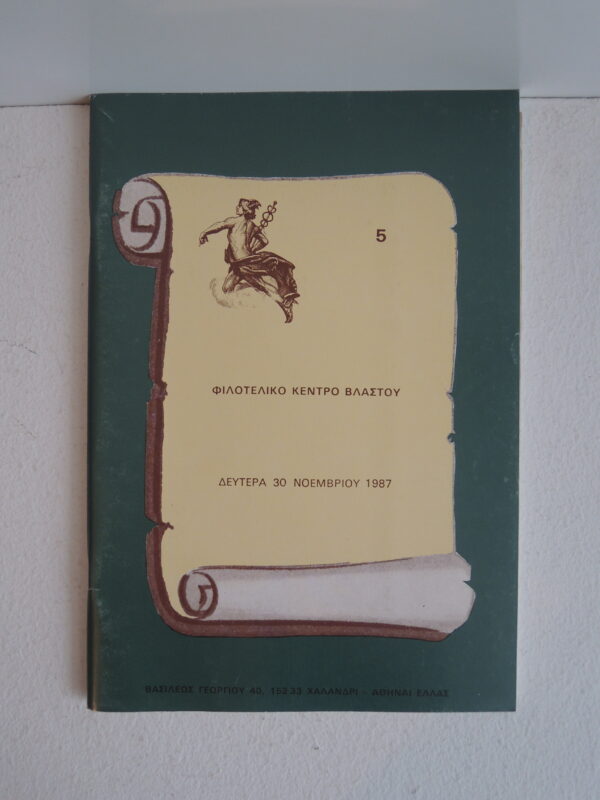 5
ΦΙΛΟΤΕΛΙΚΟ ΚΕΝΤΡΟ ΒΛΑΣΤΟΥ
ΔΕΥΤΕΡΑ 30 ΝΟΕΜΒΡΙΟΥ 1987
ΒΑΣΙΛΕΩΣ ΓΕΩΡΓΙΟΥ 40, 152 33 ΧΑΛΑΝΔΡΙ - ΑΘΗΝΑΙ ΕΛΛΑΣ